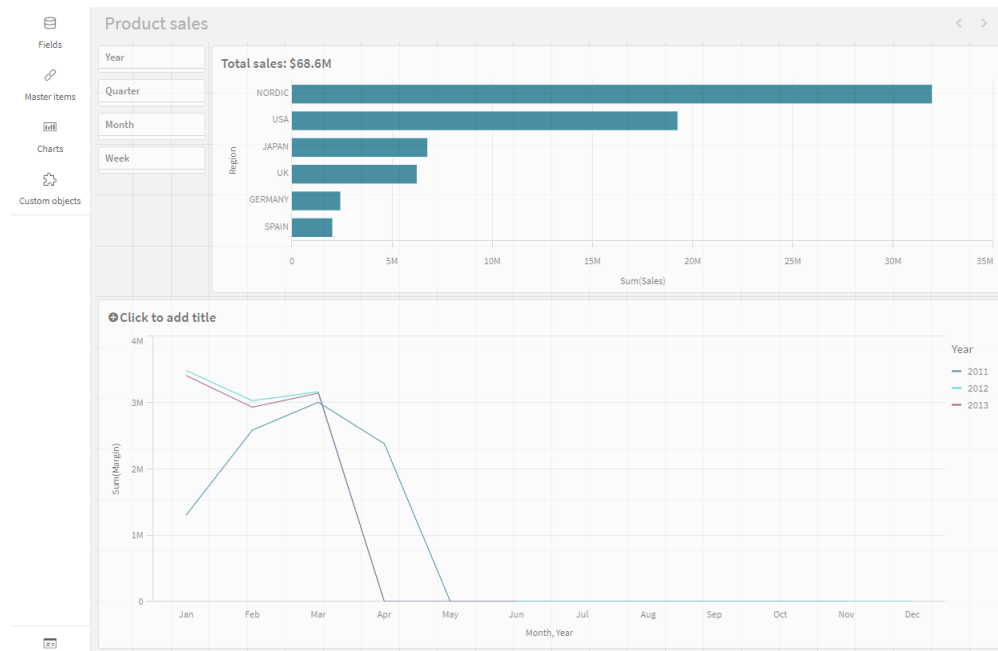 Product sales
Fields
Master items
Charts
Custom objects
Year
Quarter
Month
Week
Total sales: $68.6M
Region
NORDIC
USA
JAPAN
UK
GERMANY
SPAIN
0 5M 10M 15M 20M 25M 30M 35M
Sum(Sales)
Click to add title
Sum(Margin)
4M
3M
2M
1M
0
Jan Feb Mar Apr May Jun Jul Aug Sep Oct Nov Dec
Month, Year
Year
2011
2012
2013